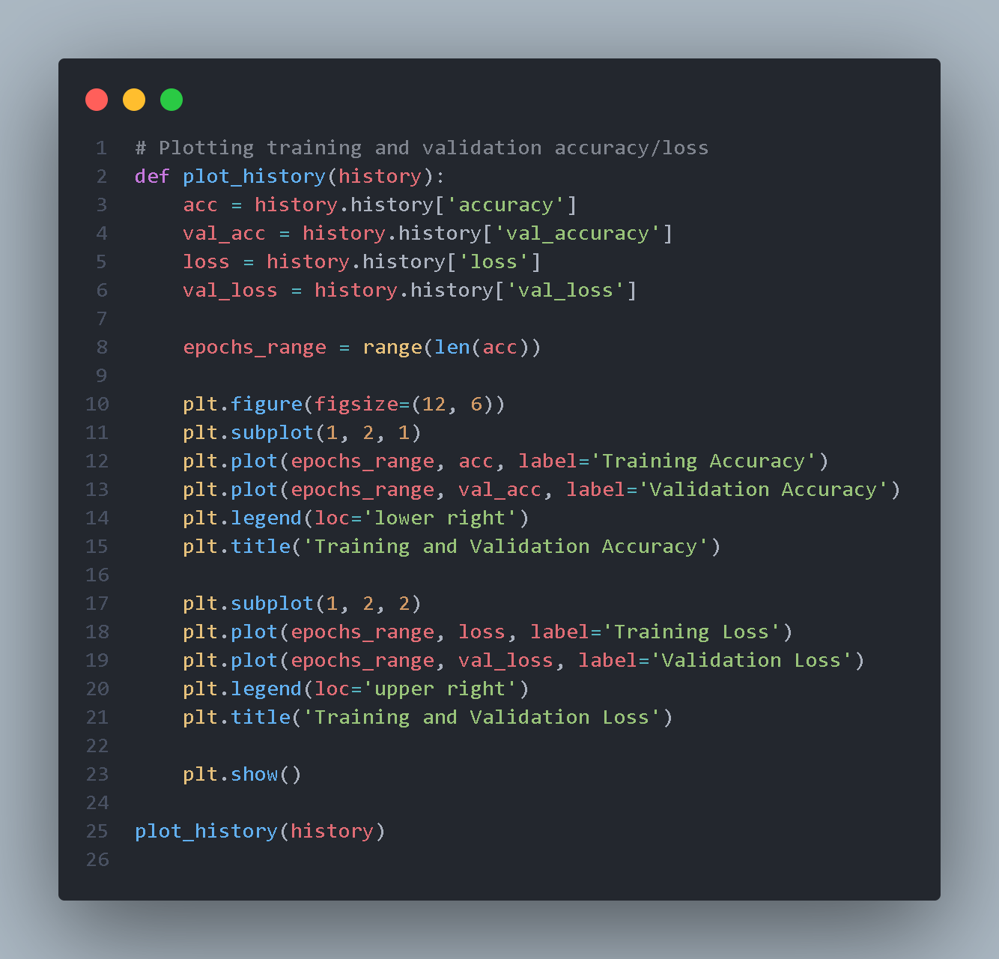 1 # Plotting training and validation accuracy/loss
2 def plot_history(history):
3     acc = history.history['accuracy']
4     val_acc = history.history['val_accuracy']
5     loss = history.history['loss']
6     val_loss = history.history['val_loss']
7
8     epochs_range = range(len(acc))
9
10     plt.figure(figsize=(12, 6))
11     plt.subplot(1, 2, 1)
12     plt.plot(epochs_range, acc, label='Training Accuracy')
13     plt.plot(epochs_range, val_acc, label='Validation Accuracy')
14     plt.legend(loc='lower right')
15     plt.title('Training and Validation Accuracy')
16
17     plt.subplot(1, 2, 2)
18     plt.plot(epochs_range, loss, label='Training Loss')
19     plt.plot(epochs_range, val_loss, label='Validation Loss')
20     plt.legend(loc='upper right')
21     plt.title('Training and Validation Loss')
22
23     plt.show()
24
25 plot_history(history)
26